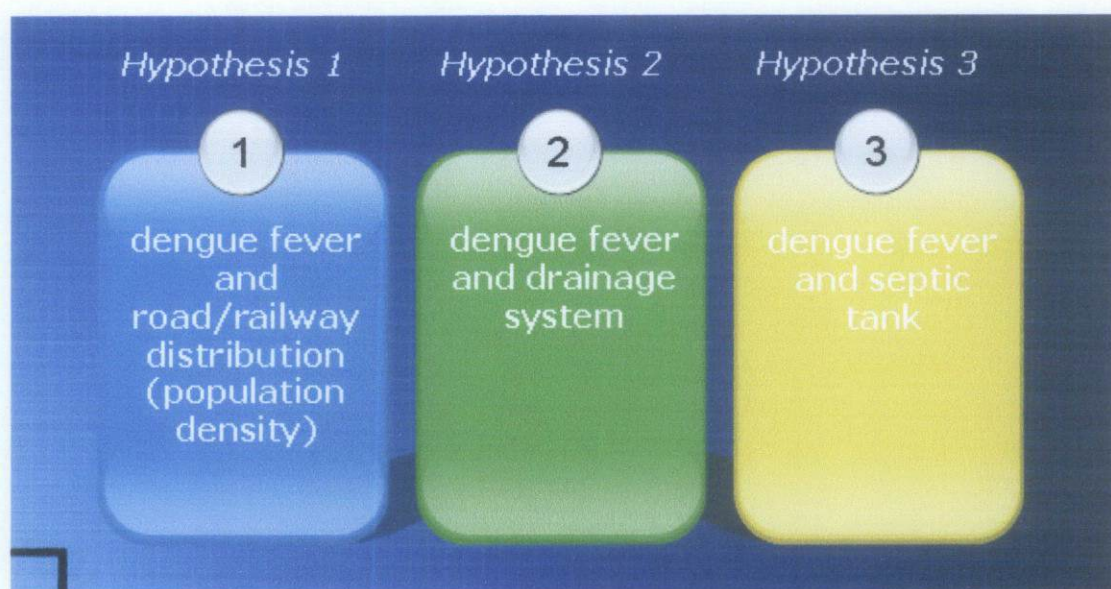 Hypothesis 1
Hypothesis 2
Hypothesis 3
1
2
3
dengue fever
and
road/railway
distribution
(population
density)
dengue fever
and drainage
system
dengue fever
and septic
tank